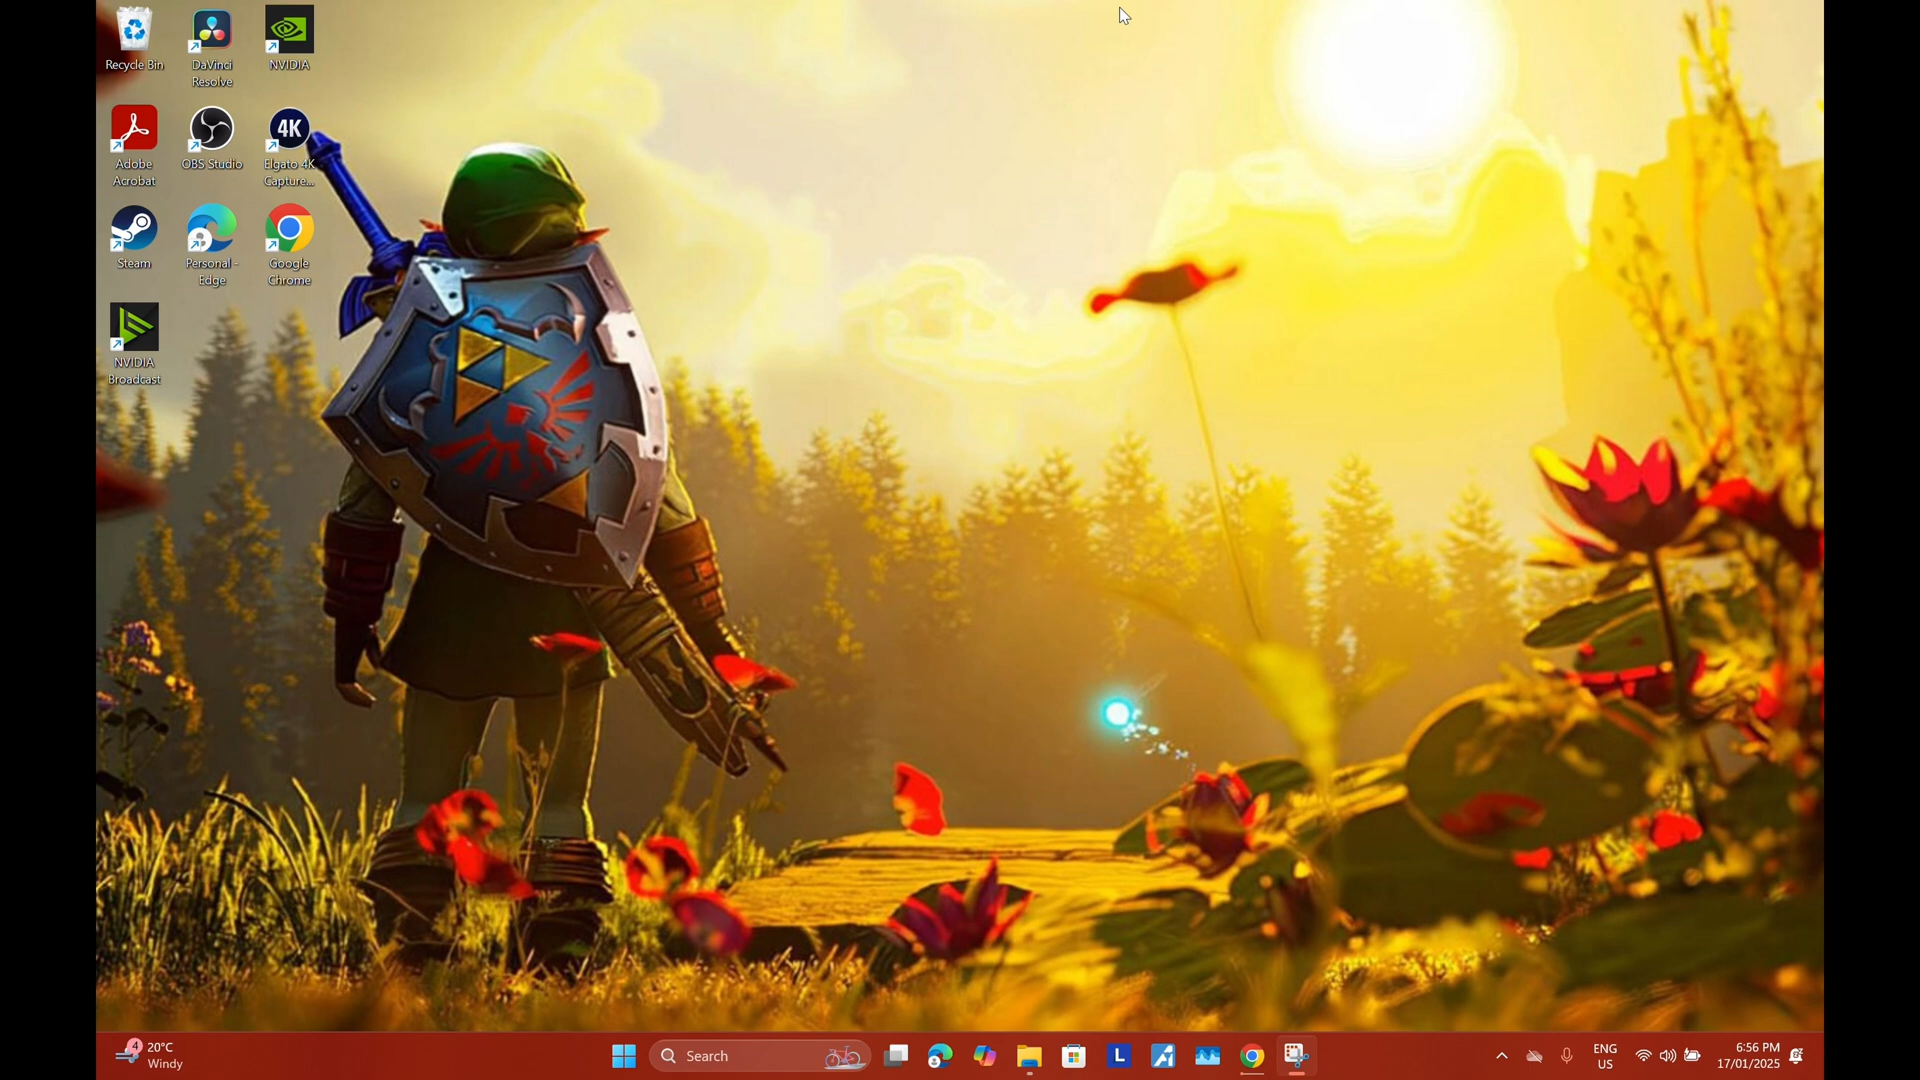 Recycle Bin
DaVinci
Resolve
NVIDIA
Adobe
Acrobat
OBS Studio
4K
Elgato 4K
Capture...
Steam
Personal -
Edge
Google
Chrome
NVIDIA
Broadcast
4
20°C
Windy
Search
L
ENG
US
6:56 PM
17/01/2025